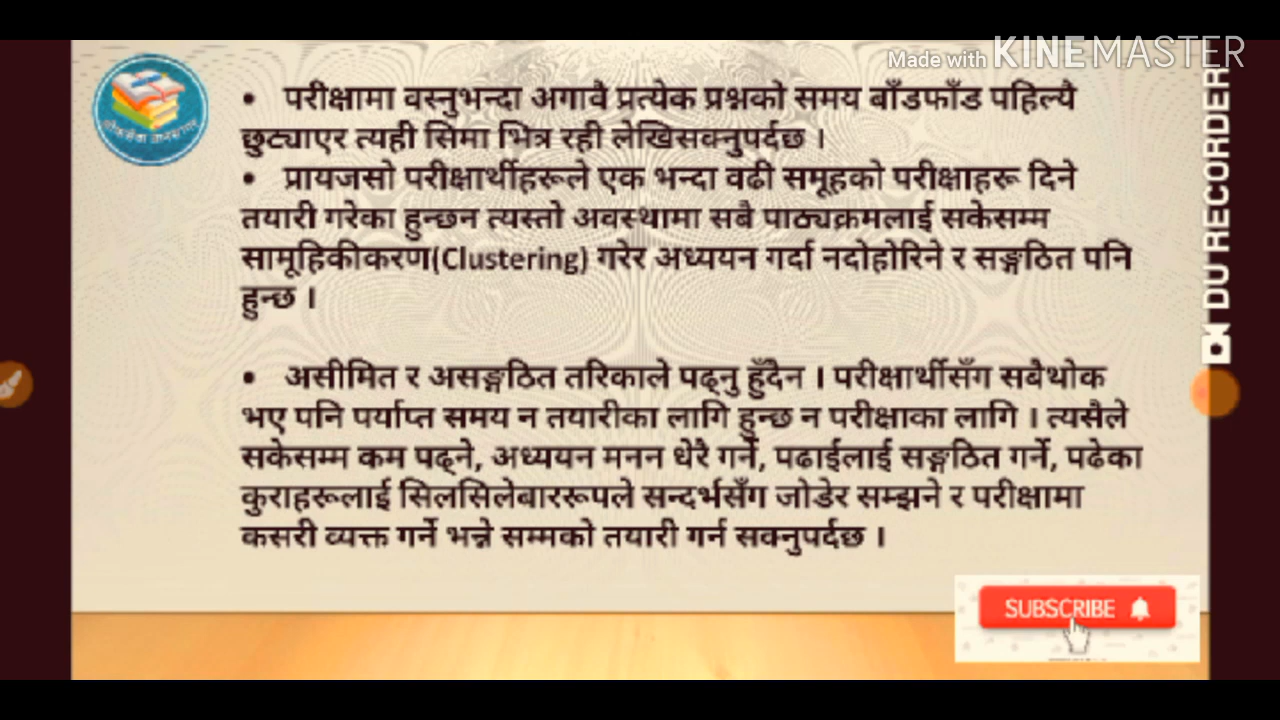 Made with KINEMASTER
DU RECORDER
• परीक्षामा वस्नुभन्दा अगावै प्रत्येक प्रश्नको समय बाँडफाँड पहिल्यै
छुट्याएर त्यही सिमा भित्र रही लेखिसक्नुपर्दछ ।
• प्रायजसो परीक्षार्थीहरूले एक भन्दा वढी समूहको परीक्षाहरू दिने
तयारी गरेका हुन्छन त्यस्तो अवस्थामा सबै पाठ्यक्रमलाई सकेसम्म
सामूहिकीकरण(Clustering) गरेर अध्ययन गर्दा नदोहोरिने र सङ्गठित पनि
हुन्छ ।
• असीमित र असङ्गठित तरिकाले पढ्नु हुँदैन । परीक्षार्थीसँग सबैथोक
भए पनि पर्याप्त समय न तयारीका लागि हुन्छ न परीक्षाका लागि । त्यसैले
सकेसम्म कम पढ्ने, अध्ययन मनन धेरै गर्ने, पढाईलाई सङ्गठित गर्ने, पढेका
कुराहरूलाई सिलसिलेबाररूपले सन्दर्भसँग जोडेर सम्झने र परीक्षामा
कसरी व्यक्त गर्ने भन्ने सम्मको तयारी गर्न सक्नुपर्दछ ।
SUBSCRIBE